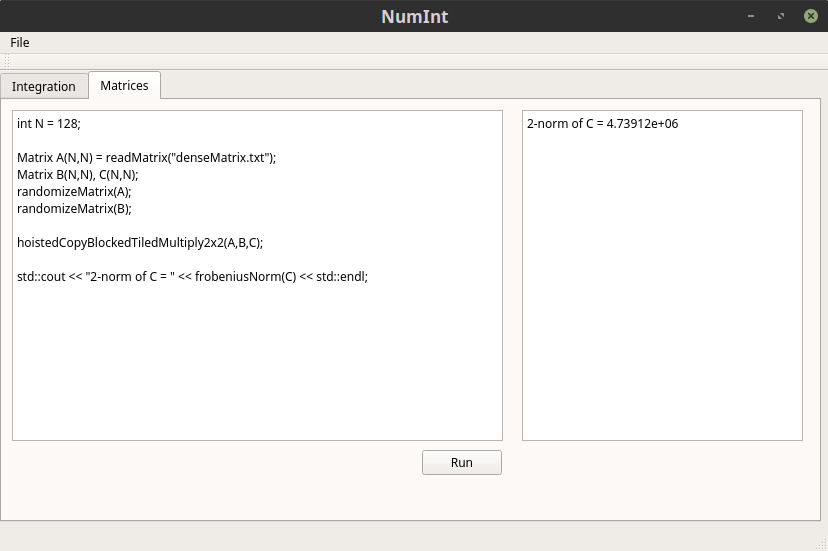 NumInt
File
Integration
Matrices
int N = 128;
Matrix A(N,N) = readMatrix("denseMatrix.txt");
Matrix B(N,N), C(N,N);
randomizeMatrix(A);
randomizeMatrix(B);
hoistedCopyBlockedTiledMultiply2x2(A,B,C);
std::cout << "2-norm of C = " << frobeniusNorm(C) << std::endl;
2-norm of C = 4.73912e+06
Run